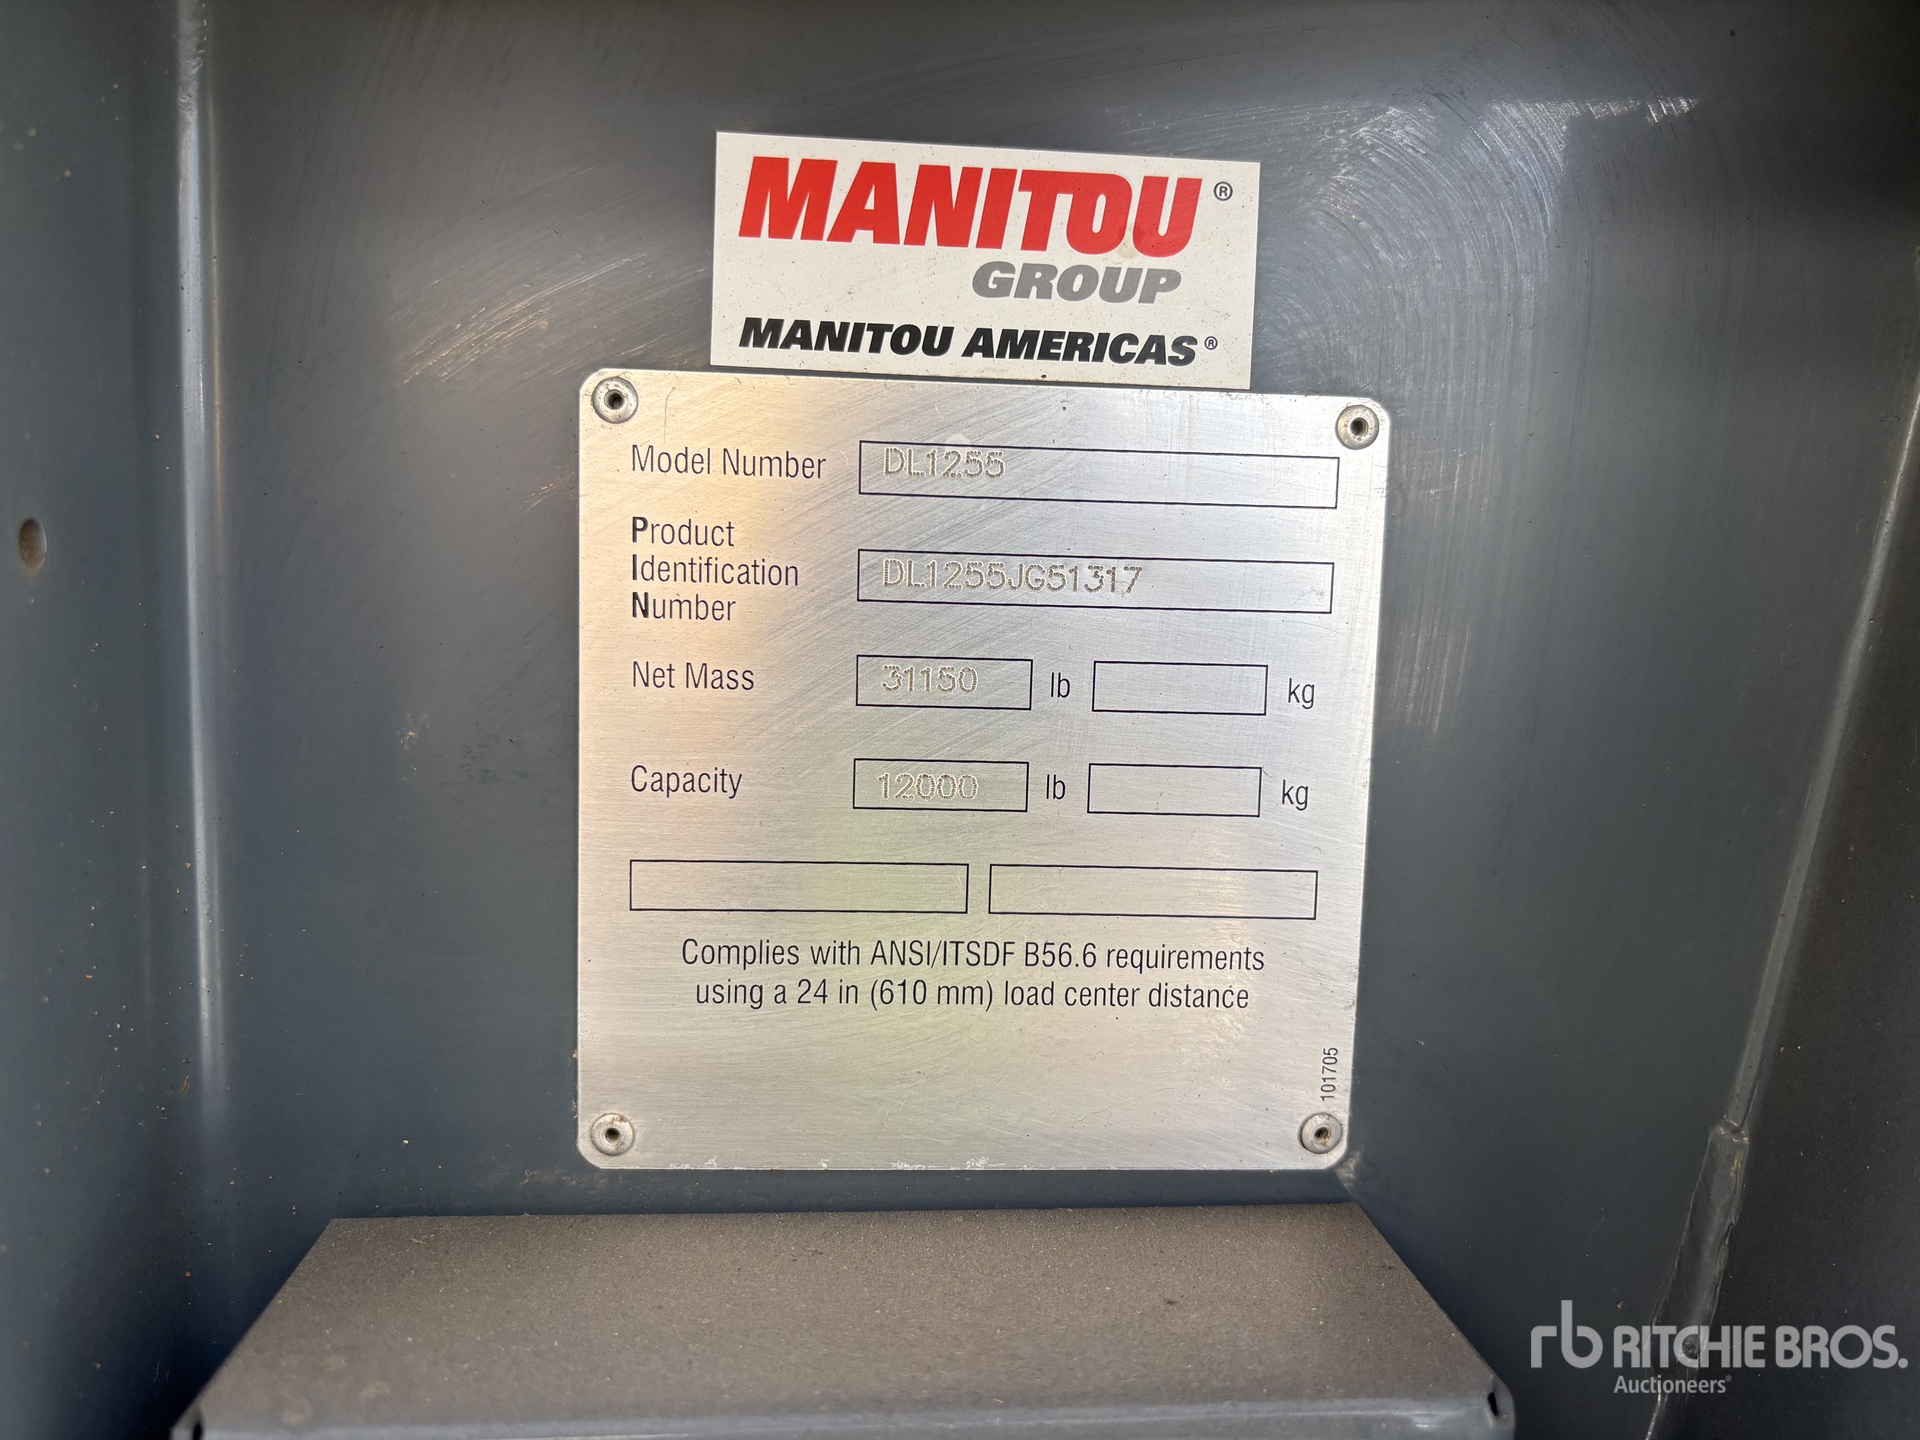 MANITOU®
GROUP
MANITOU AMERICAS®
Model Number DL1255
Product
Identification DL1255JG51317
Number
Net Mass 31150 lb kg
Capacity 12000 lb kg
Complies with ANSI/ITSDF B56.6 requirements
using a 24 in (610 mm) load center distance
101705
rb RITCHIE BROS.
Auctioneers®